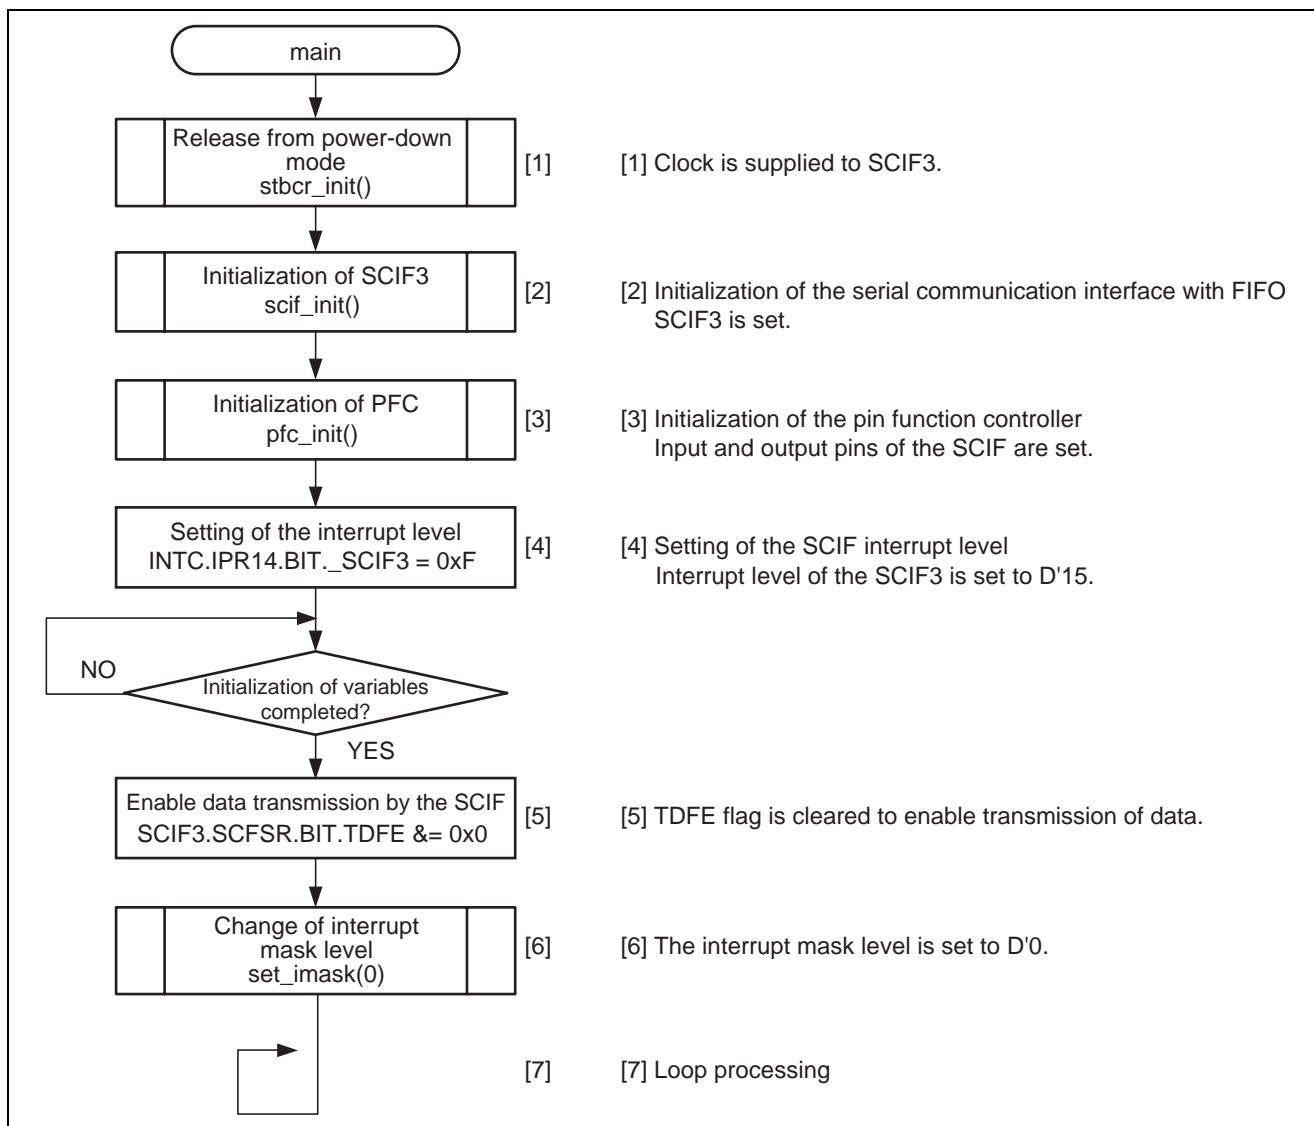 main
Release from power-down
mode
stbcr_init()
[1]
[1] Clock is supplied to SCIF3.
Initialization of SCIF3
scif_init()
[2]
[2] Initialization of the serial communication interface with FIFO
SCIF3 is set.
Initialization of PFC
pfc_init()
[3]
[3] Initialization of the pin function controller
Input and output pins of the SCIF are set.
Setting of the interrupt level
INTC.IPR14.BIT._SCIF3 = 0xF
[4]
[4] Setting of the SCIF interrupt level
Interrupt level of the SCIF3 is set to D'15.
NO
Initialization of variables
completed?
YES
Enable data transmission by the SCIF
SCIF3.SCFSR.BIT.TDFE &= 0x0
[5]
[5] TDFE flag is cleared to enable transmission of data.
Change of interrupt
mask level
set_imask(0)
[6]
[6] The interrupt mask level is set to D'0.
[7]
[7] Loop processing